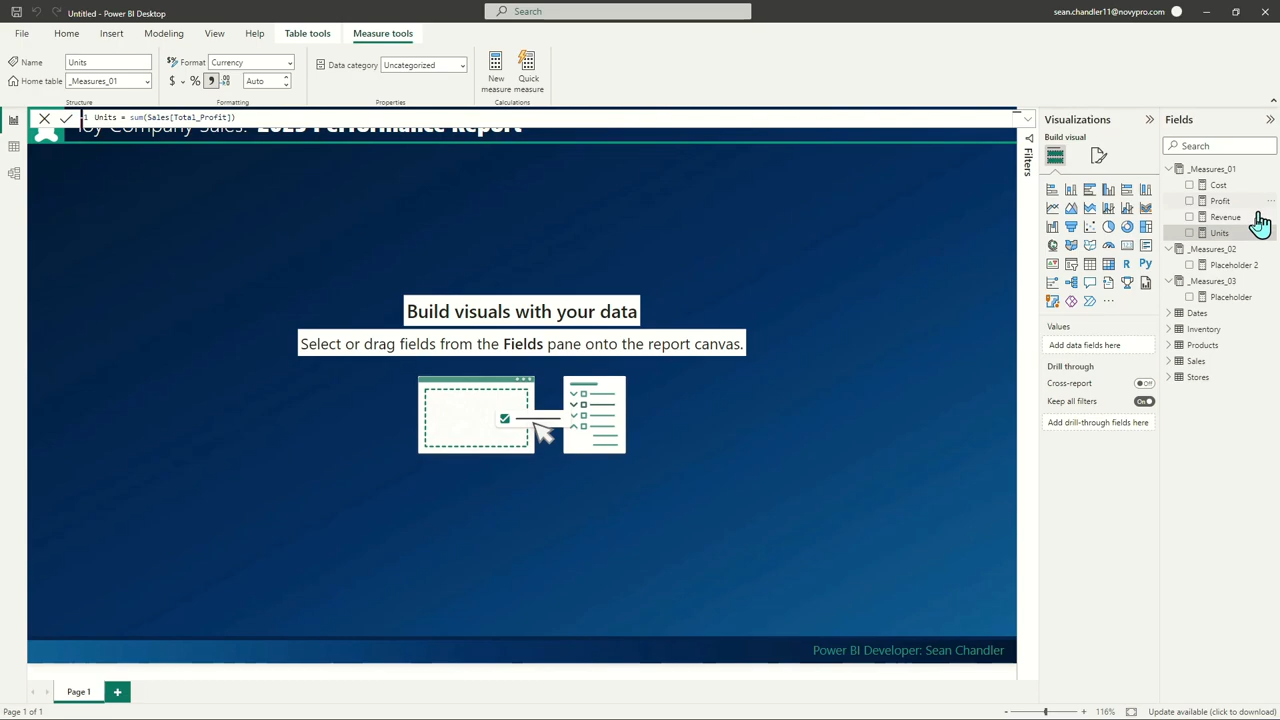 Untitled - Power BI Desktop
Search
sean.chandler11@novypro.com
File Home Insert Modeling View Help Table tools Measure tools
Name Units
Home table _Measures_01
Structure
Format Currency
$ % Auto
Formatting
Data category Uncategorized
Properties
New measure
Quick measure
Calculations
1 Units = sum(Sales[Total_Profit])
Toy Company Sales: 2023 Performance Report
Build visuals with your data
Select or drag fields from the Fields pane onto the report canvas.
Power BI Developer: Sean Chandler
Filters
Visualizations
Build visual
R Py
Values
Add data fields here
Drill through
Cross-report Off
Keep all filters On
Add drill-through fields here
Fields
Search
_Measures_01
Cost
Profit
Revenue
Units
_Measures_02
Placeholder 2
_Measures_03
Placeholder
Dates
Inventory
Products
Sales
Stores
Page 1
Page 1 of 1
116%
Update available (click to download)